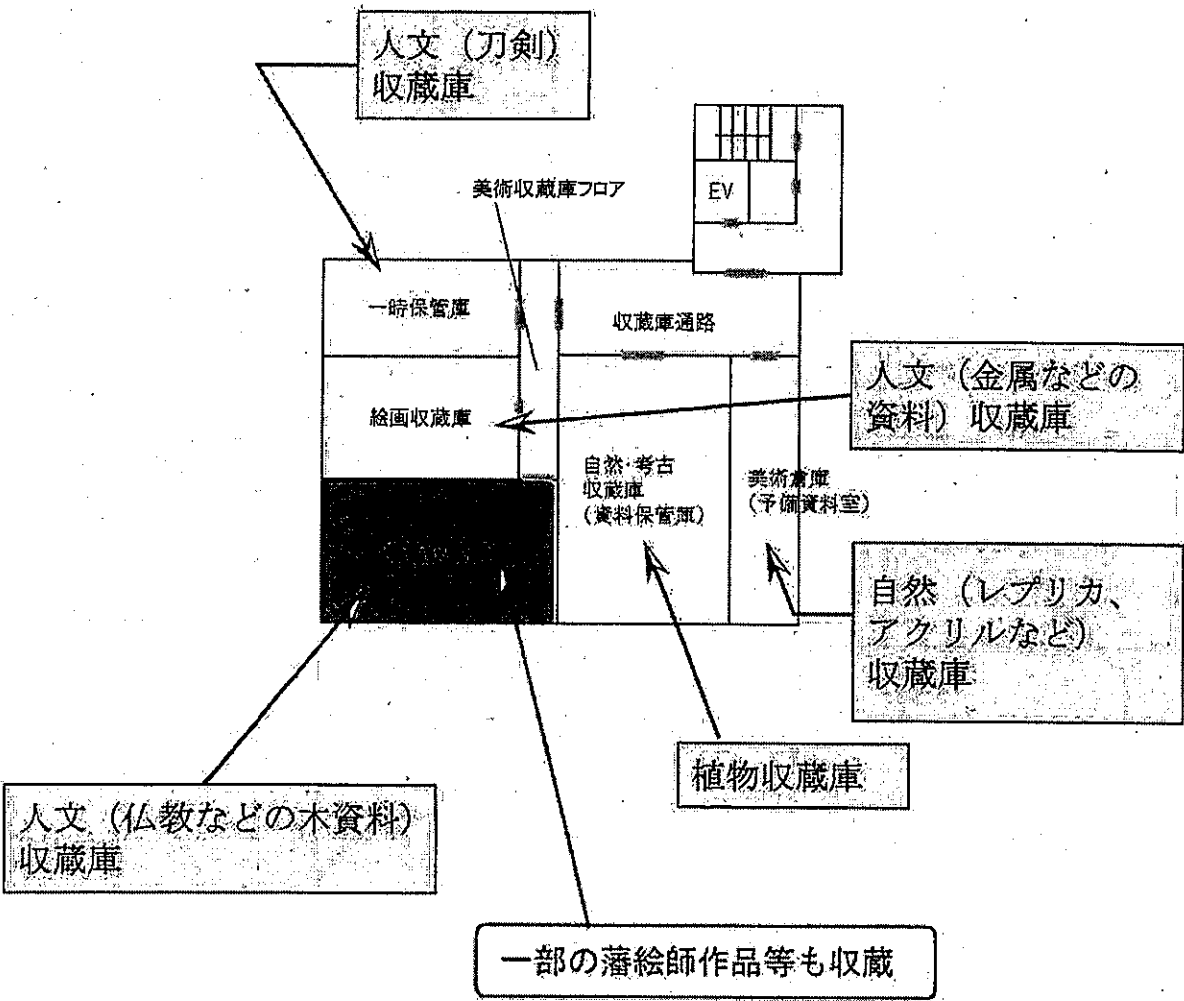 人文（刀剣）
収蔵庫
美術収蔵庫フロア
EV
一時保管庫
収蔵庫通路
人文（金属などの
資料）収蔵庫
絵画収蔵庫
自然・考古
収蔵庫
（資料保管庫）
美術倉庫
（予備資料室）
自然（レプリカ、
アクリルなど）
収蔵庫
植物収蔵庫
人文（仏教などの木資料）
収蔵庫
一部の藩絵師作品等も収蔵